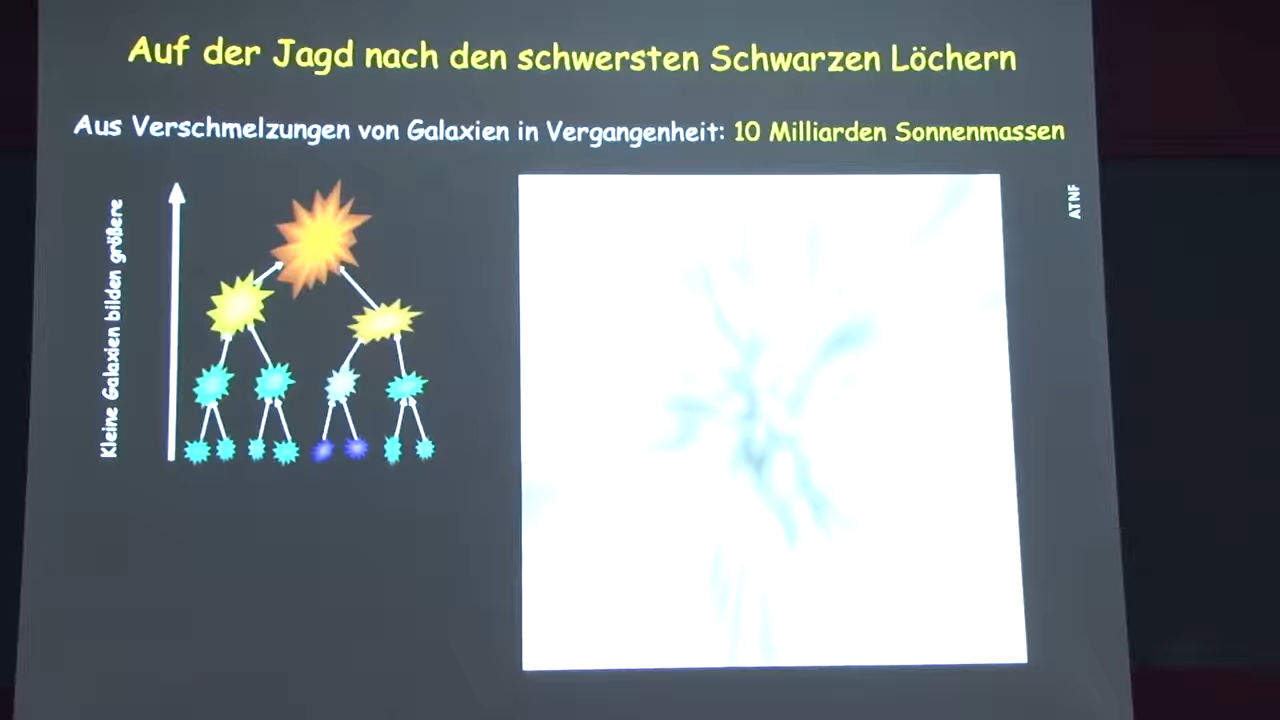 Auf der Jagd nach den schwersten Schwarzen Löchern
Aus Verschmelzungen von Galaxien in Vergangenheit: 10 Milliarden Sonnenmassen
Kleine Galaxien bilden größere
ATNF